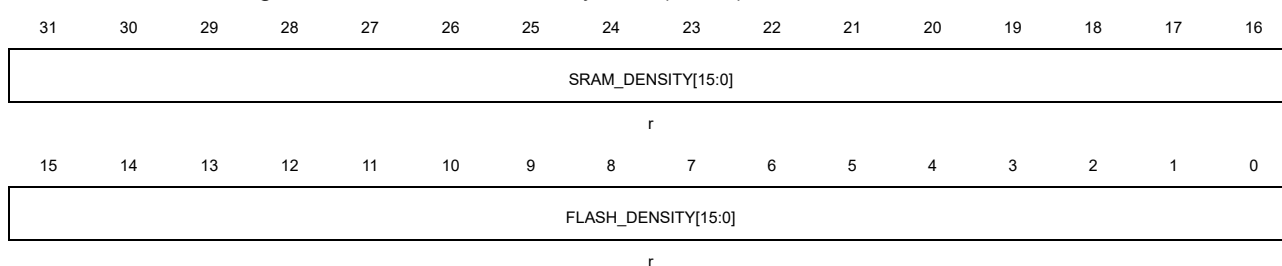 31 30 29 28 27 26 25 24 23 22 21 20 19 18 17 16
SRAM_DENSITY[15:0]
r
15 14 13 12 11 10 9 8 7 6 5 4 3 2 1 0
FLASH_DENSITY[15:0]
r